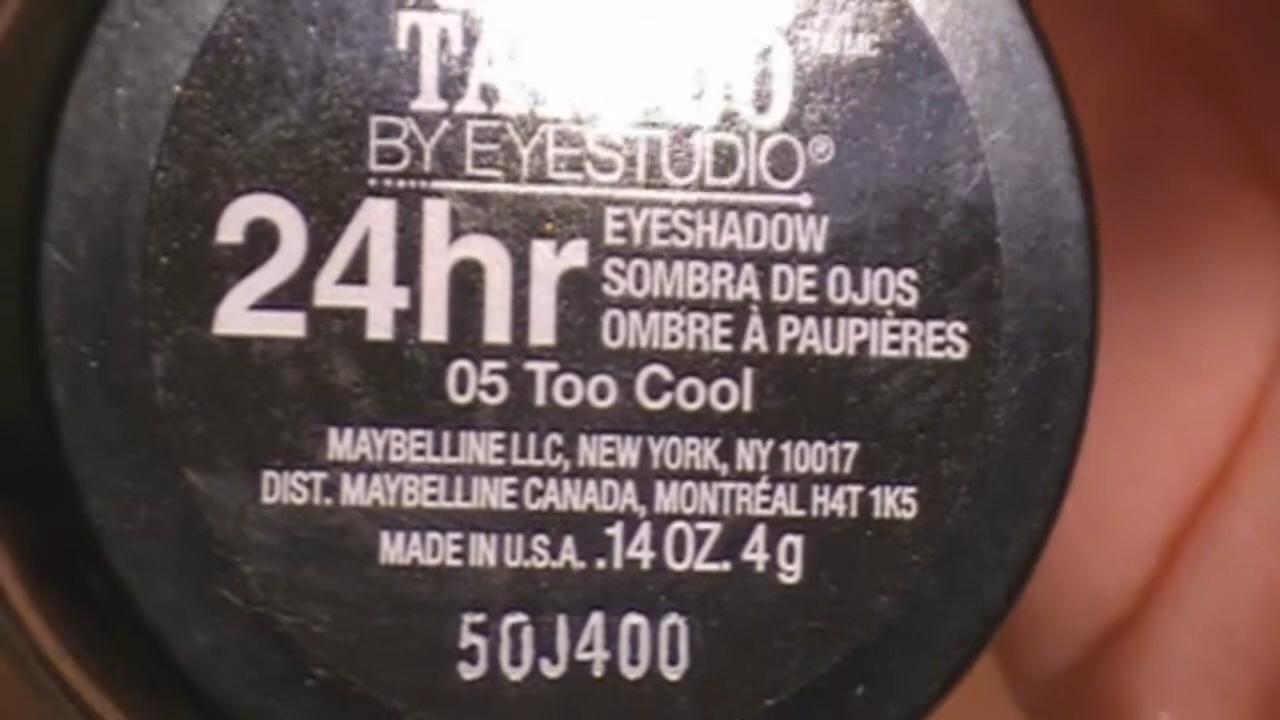 BY EYESTUDIO®
24hr EYESHADOW
SOMBRA DE OJOS
OMBRE À PAUPIÈRES
05 Too Cool
MAYBELLINE LLC, NEW YORK, NY 10017
DIST. MAYBELLINE CANADA, MONTRÉAL H4T 1K5
MADE IN U.S.A. .14 OZ. 4 g
50J400